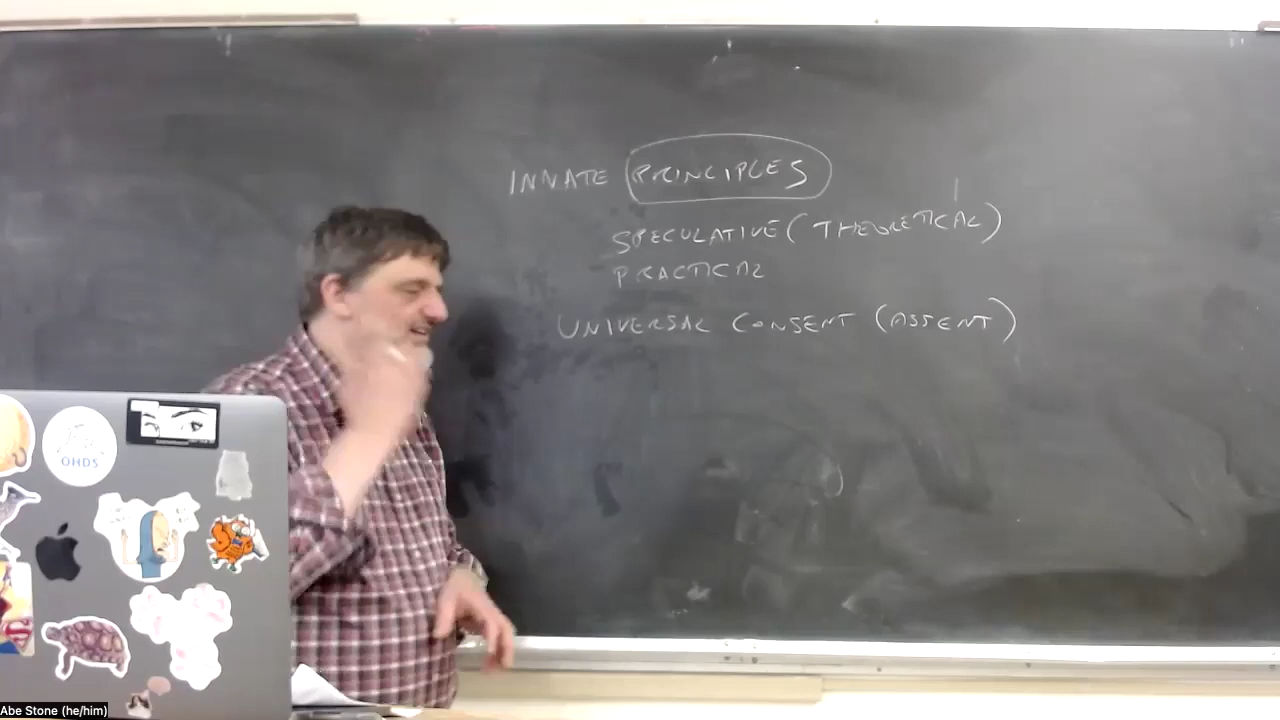 INNATE PRINCIPLES
SPECULATIVE (THEORETICAL)
PRACTICAL
UNIVERSAL CONSENT (ASSENT)
OHDS
Abe Stone (he/him)